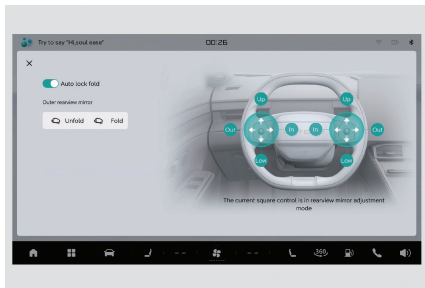 Try to say "Hi,soul ease"
00:26
Auto lock fold
Outer rearview mirror
Unfold
Fold
Up
Up
Out
In
In
Out
Low
Low
The current square control is in rearview mirror adjustment
mode
360